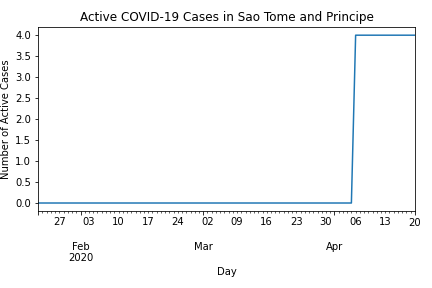 Active COVID-19 Cases in Sao Tome and Principe
Number of Active Cases
4.0
3.5
3.0
2.5
2.0
1.5
1.0
0.5
0.0
27 03 10 17 24 02 09 16 23 30 06 13 20
Feb Mar Apr
2020
Day